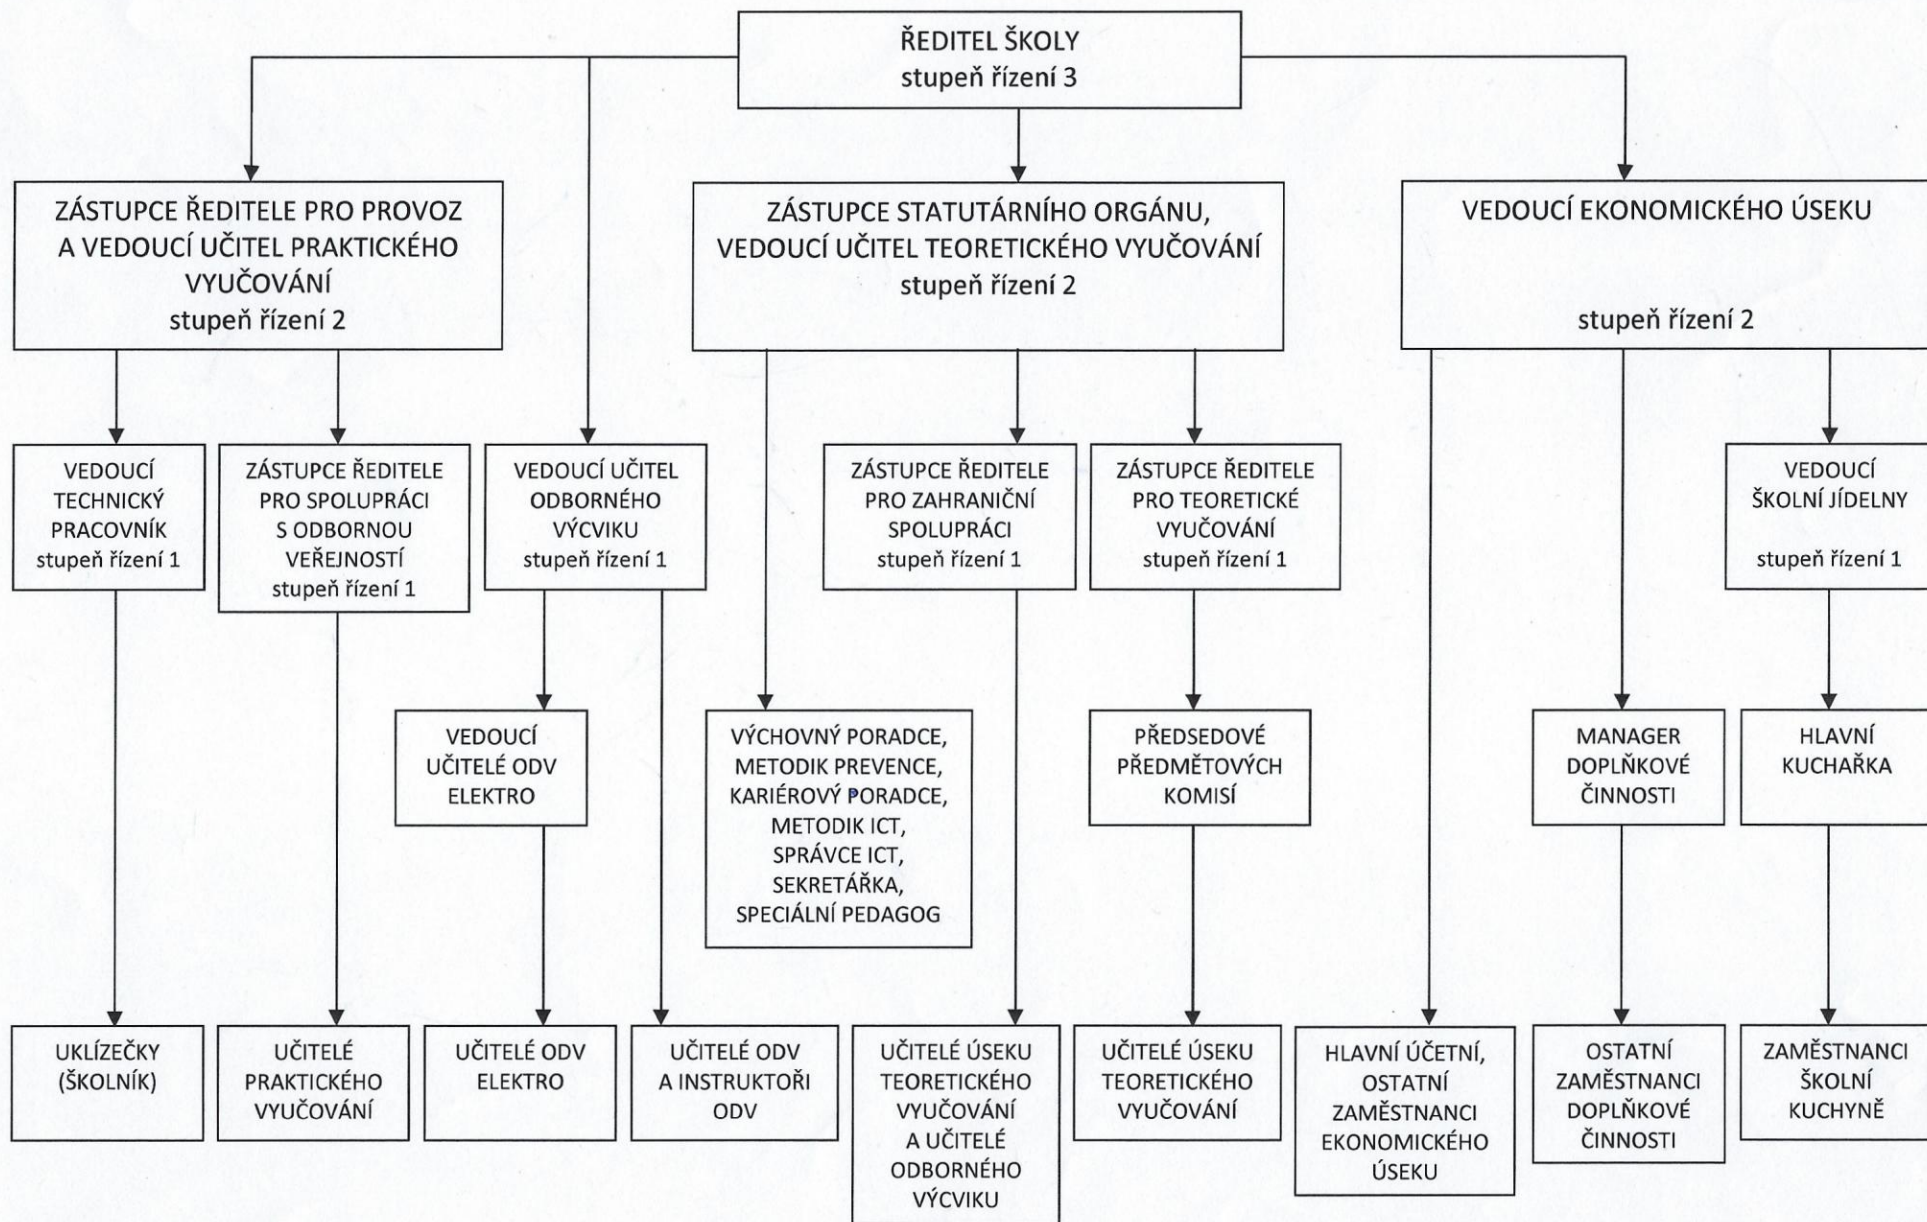 ŘEDITEL ŠKOLY
stupeň řízení 3
ZÁSTUPCE ŘEDITELE PRO PROVOZ
A VEDOUCÍ UČITEL PRAKTICKÉHO
VYUČOVÁNÍ
stupeň řízení 2
ZÁSTUPCE STATUTÁRNÍHO ORGÁNU,
VEDOUCÍ UČITEL TEORETICKÉHO VYUČOVÁNÍ
stupeň řízení 2
VEDOUCÍ EKONOMICKÉHO ÚSEKU
stupeň řízení 2
VEDOUCÍ
TECHNICKÝ
PRACOVNÍK
stupeň řízení 1
ZÁSTUPCE ŘEDITELE
PRO SPOLUPRÁCI
S ODBORNOU
VEŘEJNOSTÍ
stupeň řízení 1
VEDOUCÍ UČITEL
ODBORNÉHO
VÝCVIKU
stupeň řízení 1
ZÁSTUPCE ŘEDITELE
PRO ZAHRANIČNÍ
SPOLUPRÁCI
stupeň řízení 1
ZÁSTUPCE ŘEDITELE
PRO TEORETICKÉ
VYUČOVÁNÍ
stupeň řízení 1
VEDOUCÍ
ŠKOLNÍ JÍDELNY
stupeň řízení 1
VEDOUCÍ
UČITELÉ ODV
ELEKTRO
VÝCHOVNÝ PORADCE,
METODIK PREVENCE,
KARIÉROVÝ PORADCE,
METODIK ICT,
SPRÁVCE ICT,
SEKRETÁŘKA,
SPECIÁLNÍ PEDAGOG
PŘEDSEDOVÉ
PŘEDMĚTOVÝCH
KOMISÍ
MANAGER
DOPLŇKOVÉ
ČINNOSTI
HLAVNÍ
KUCHAŘKA
UKLÍZEČKY
(ŠKOLNÍK)
UČITELÉ
PRAKTICKÉHO
VYUČOVÁNÍ
UČITELÉ ODV
ELEKTRO
UČITELÉ ODV
A INSTRUKTOŘI
ODV
UČITELÉ ÚSEKU
TEORETICKÉHO
VYUČOVÁNÍ
A UČITELÉ
ODBORNÉHO
VÝCVIKU
UČITELÉ ÚSEKU
TEORETICKÉHO
VYUČOVÁNÍ
HLAVNÍ ÚČETNÍ,
OSTATNÍ
ZAMĚSTNANCI
EKONOMICKÉHO
ÚSEKU
OSTATNÍ
ZAMĚSTNANCI
DOPLŇKOVÉ
ČINNOSTI
ZAMĚSTNANCI
ŠKOLNÍ
KUCHYNĚ